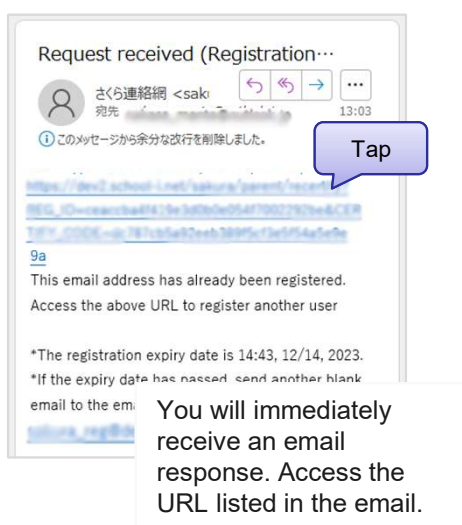 Request received (Registration…
さくら連絡網 <saku
宛先
13:03
このメッセージから余分な改行を削除しました。
Tap
9a
This email address has already been registered.
Access the above URL to register another user
*The registration expiry date is 14:43, 12/14, 2023.
*If the expiry date has passed, send another blank
email to the em
You will immediately
receive an email
response. Access the
URL listed in the email.